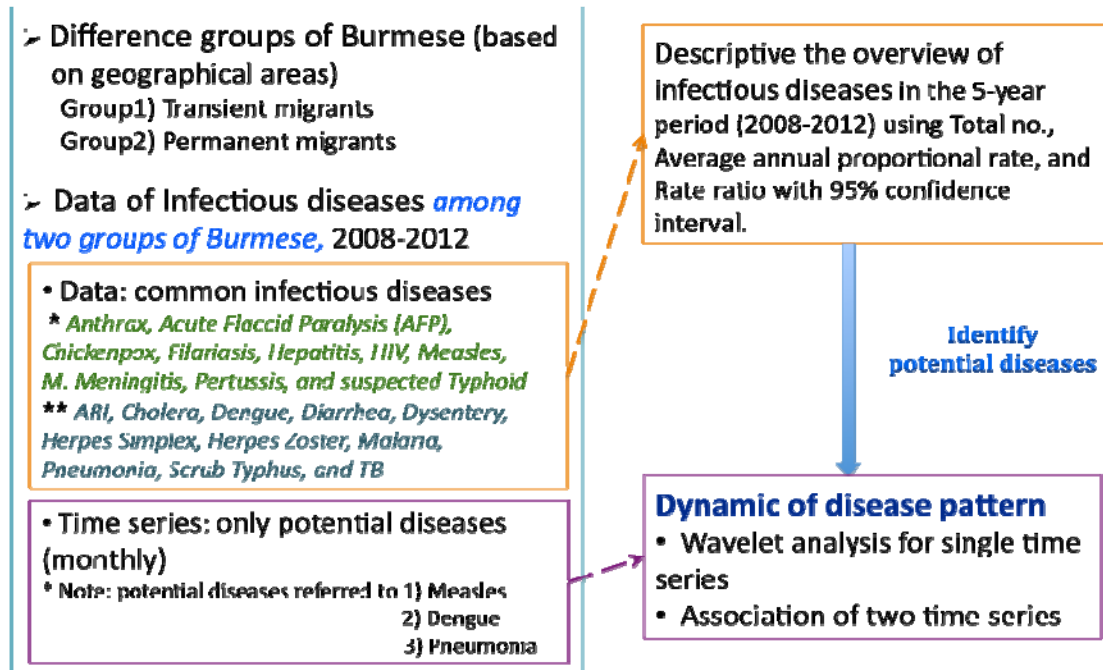 ➢ Difference groups of Burmese (based
on geographical areas)
Group1) Transient migrants
Group2) Permanent migrants
➢ Data of Infectious diseases among
two groups of Burmese, 2008-2012
• Data: common infectious diseases
* Anthrax, Acute Flaccid Paralysis (AFP),
Chickenpox, Filariasis, Hepatitis, HIV, Measles,
M. Meningitis, Pertussis, and suspected Typhoid
** ARI, Cholera, Dengue, Diarrhea, Dysentery,
Herpes Simplex, Herpes Zoster, Malaria,
Pneumonia, Scrub Typhus, and TB
• Time series: only potential diseases
(monthly)
* Note: potential diseases referred to 1) Measles
2) Dengue
3) Pneumonia
Descriptive the overview of
infectious diseases in the 5-year
period (2008-2012) using Total no.,
Average annual proportional rate, and
Rate ratio with 95% confidence
interval.
Identify
potential diseases
Dynamic of disease pattern
• Wavelet analysis for single time
series
• Association of two time series